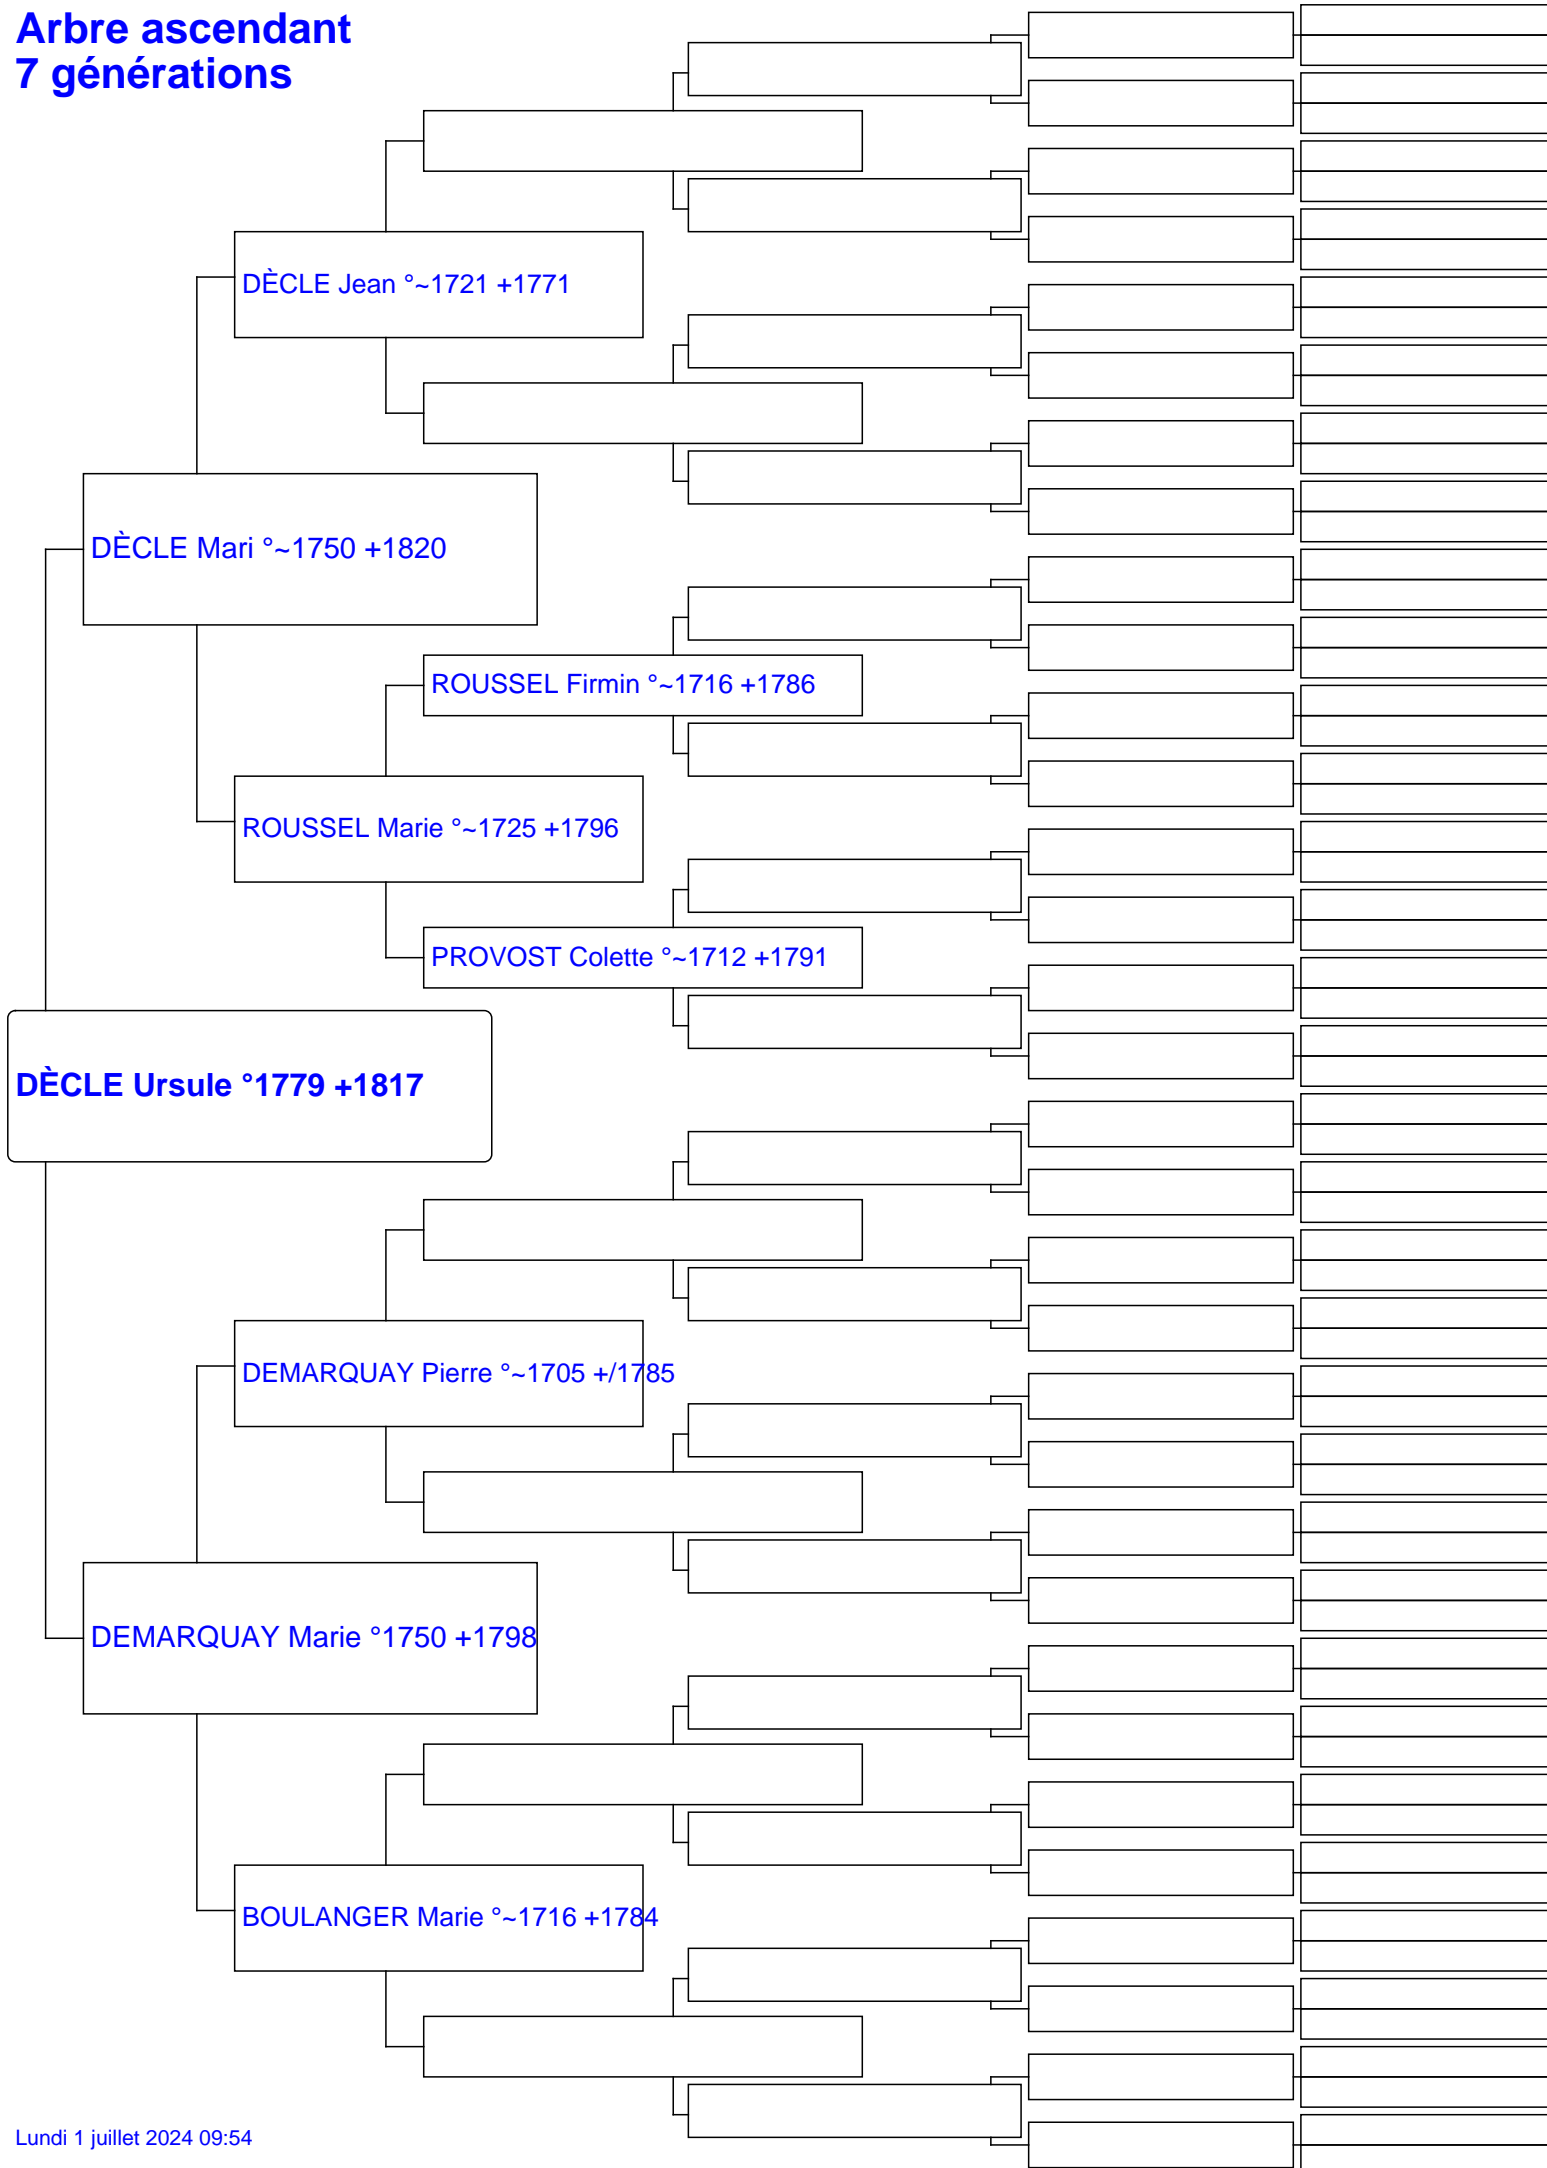 Arbre ascendant
7 générations
DÈCLE Jean °~1721 +1771
DÈCLE Mari °~1750 +1820
ROUSSEL Firmin °~1716 +1786
ROUSSEL Marie °~1725 +1796
PROVOST Colette °~1712 +1791
DÈCLE Ursule °1779 +1817
DEMARQUAY Pierre °~1705 +/1785
DEMARQUAY Marie °1750 +1798
BOULANGER Marie °~1716 +1784
Lundi 1 juillet 2024 09:54